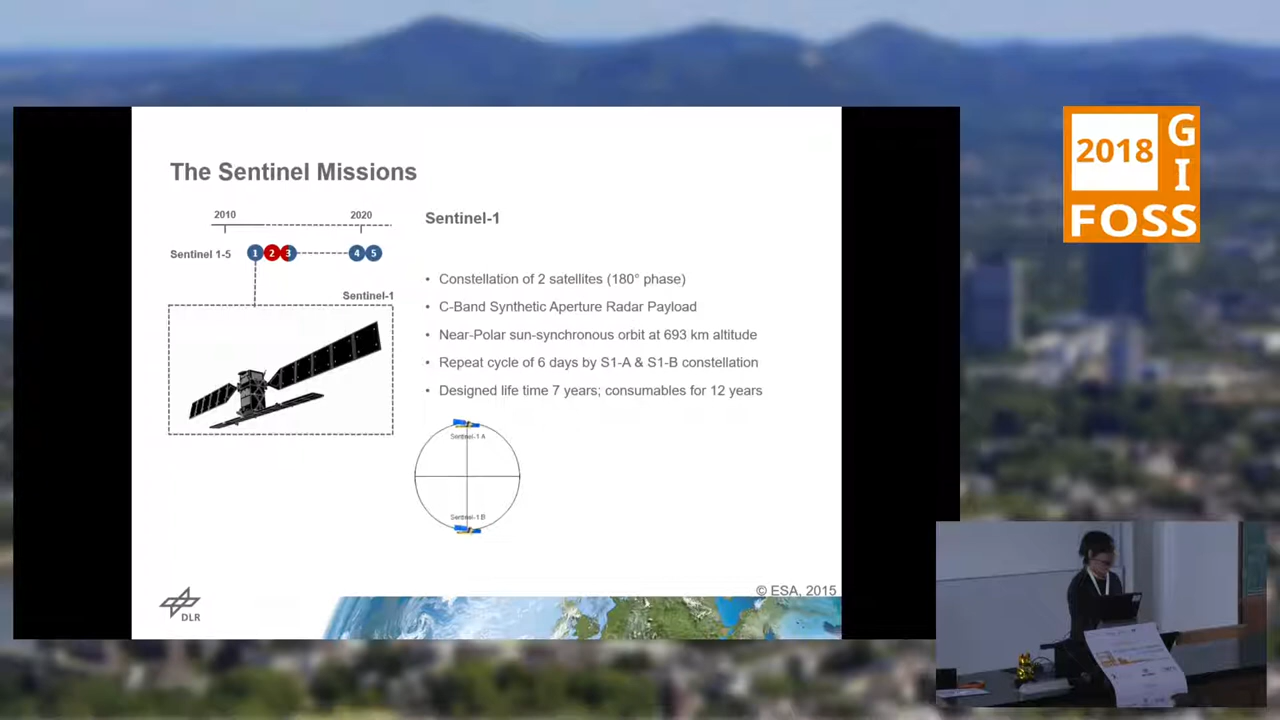 The Sentinel Missions
2010 2020
Sentinel 1-5 1 2 3 4 5
Sentinel-1
Sentinel-1
• Constellation of 2 satellites (180° phase)
• C-Band Synthetic Aperture Radar Payload
• Near-Polar sun-synchronous orbit at 693 km altitude
• Repeat cycle of 6 days by S1-A & S1-B constellation
• Designed life time 7 years; consumables for 12 years
Sentinel-1 A
Sentinel-1 B
© ESA, 2015
DLR
2018 G
I
FOSS